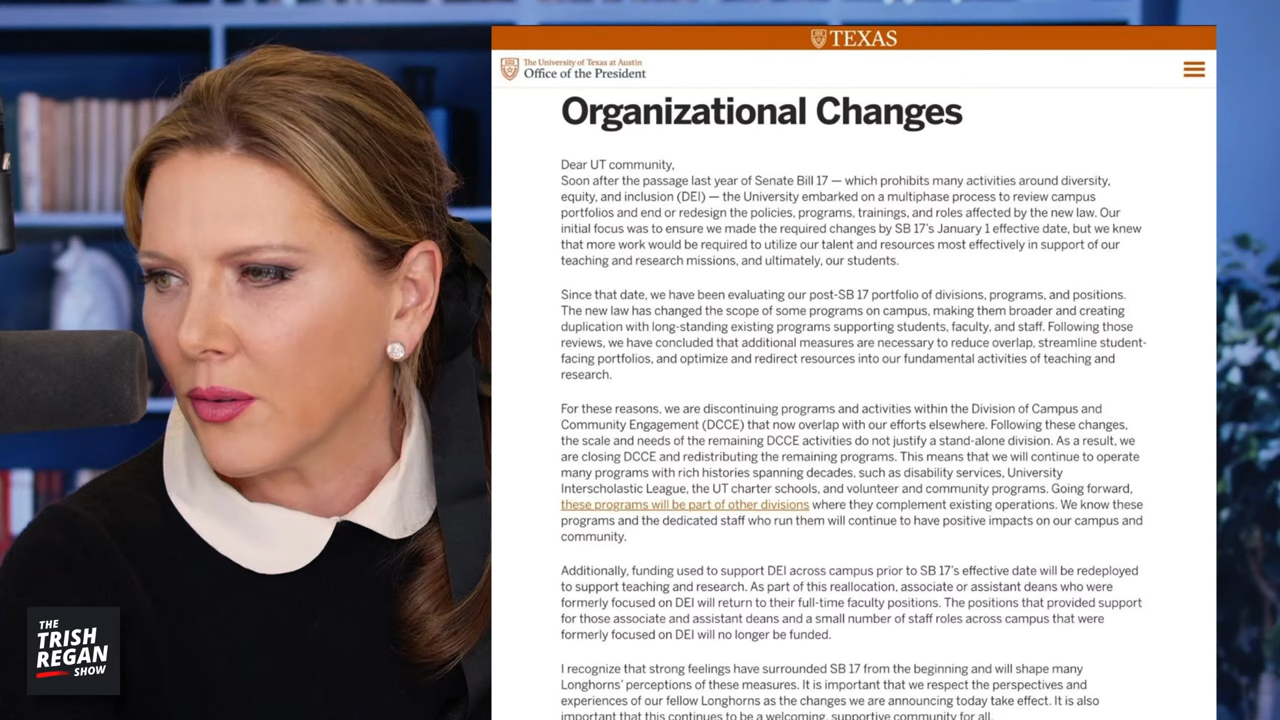 TEXAS
The University of Texas at Austin
Office of the President
Organizational Changes
Dear UT community,
Soon after the passage last year of Senate Bill 17 — which prohibits many activities around diversity,
equity, and inclusion (DEI) — the University embarked on a multiphase process to review campus
portfolios and end or redesign the policies, programs, trainings, and roles affected by the new law. Our
initial focus was to ensure we made the required changes by SB 17's January 1 effective date, but we knew
that more work would be required to utilize our talent and resources most effectively in support of our
teaching and research missions, and ultimately, our students.
Since that date, we have been evaluating our post-SB 17 portfolio of divisions, programs, and positions.
The new law has changed the scope of some programs on campus, making them broader and creating
duplication with long-standing existing programs supporting students, faculty, and staff. Following those
reviews, we have concluded that additional measures are necessary to reduce overlap, streamline student-
facing portfolios, and optimize and redirect resources into our fundamental activities of teaching and
research.
For these reasons, we are discontinuing programs and activities within the Division of Campus and
Community Engagement (DCCE) that now overlap with our efforts elsewhere. Following these changes,
the scale and needs of the remaining DCCE activities do not justify a stand-alone division. As a result, we
are closing DCCE and redistributing the remaining programs. This means that we will continue to operate
many programs with rich histories spanning decades, such as disability services, University
Interscholastic League, the UT charter schools, and volunteer and community programs. Going forward,
these programs will be part of other divisions where they complement existing operations. We know these
programs and the dedicated staff who run them will continue to have positive impacts on our campus and
community.
Additionally, funding used to support DEI across campus prior to SB 17's effective date will be redeployed
to support teaching and research. As part of this reallocation, associate or assistant deans who were
formerly focused on DEI will return to their full-time faculty positions. The positions that provided support
for those associate and assistant deans and a small number of staff roles across campus that were
formerly focused on DEI will no longer be funded.
I recognize that strong feelings have surrounded SB 17 from the beginning and will shape many
Longhorns' perceptions of these measures. It is important that we respect the perspectives and
experiences of our fellow Longhorns as the changes we are announcing today take effect. It is also
important that this continues to be a welcoming, supportive community for all.
THE
TRISH
REGAN
SHOW